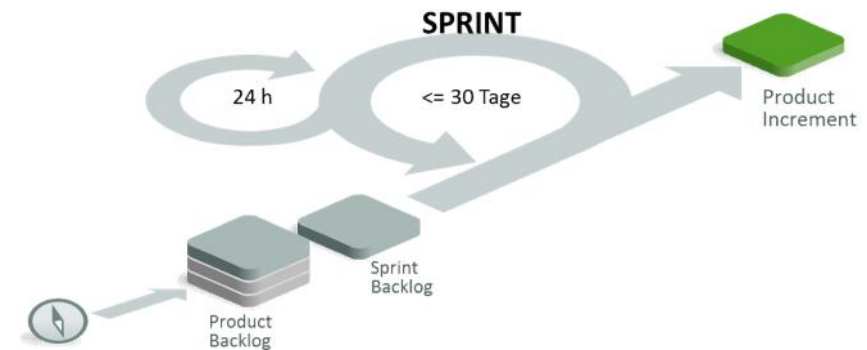 SPRINT
24 h
<= 30 Tage
Product
Increment
Sprint
Backlog
Product
Backlog